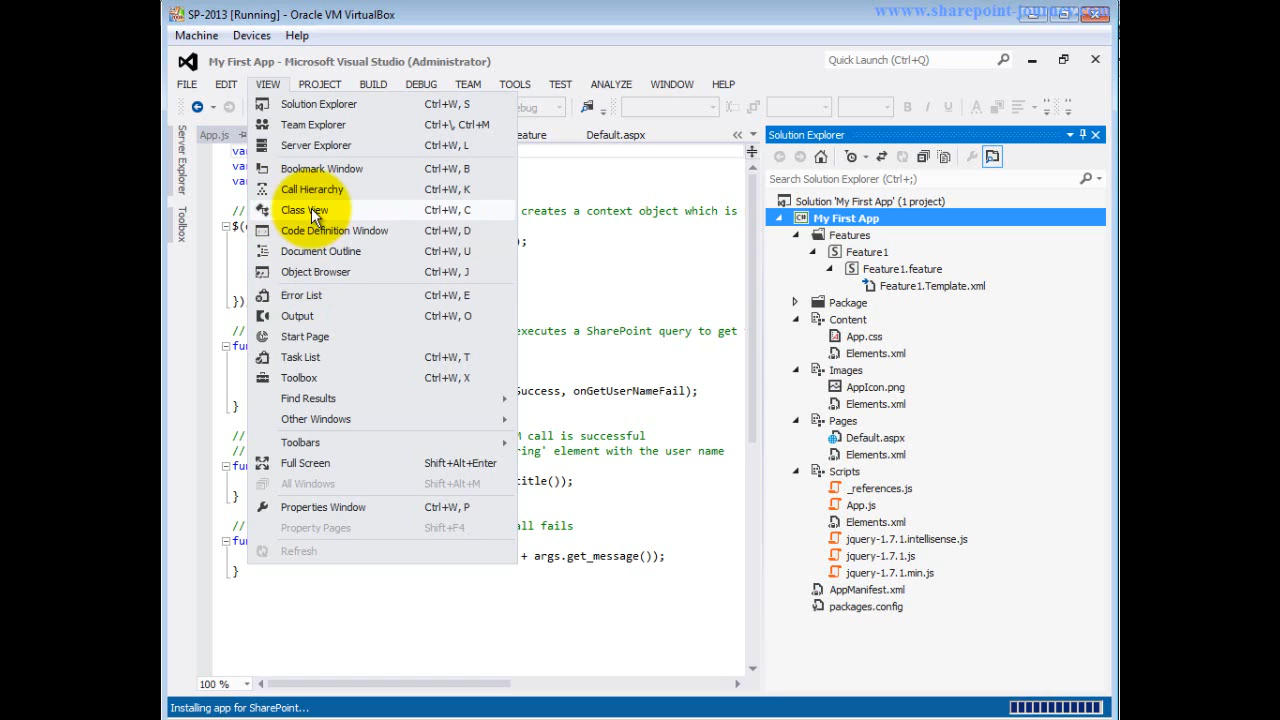 SP-2013 [Running] - Oracle VM VirtualBox
Machine Devices Help
My First App - Microsoft Visual Studio (Administrator)
Quick Launch (Ctrl+Q)
FILE EDIT VIEW PROJECT BUILD DEBUG TEAM TOOLS TEST ANALYZE WINDOW HELP
Server Explorer
Toolbox
App.js
Default.aspx
Solution Explorer Ctrl+W, S
Team Explorer Ctrl+\, Ctrl+M
Server Explorer Ctrl+W, L
Bookmark Window Ctrl+W, B
Call Hierarchy Ctrl+W, K
Class View Ctrl+W, C
Code Definition Window Ctrl+W, D
Document Outline Ctrl+W, U
Object Browser Ctrl+W, J
Error List Ctrl+W, E
Output Ctrl+W, O
Start Page
Task List Ctrl+W, T
Toolbox Ctrl+W, X
Find Results
Other Windows
Toolbars
Full Screen Shift+Alt+Enter
All Windows Shift+Alt+M
Properties Window Ctrl+W, P
Property Pages Shift+F4
Refresh
creates a context object which is
executes a SharePoint query to get
onGetUserNameFail);
call is successful
element with the user name
fails
+ args.get_message());
}
100 %
Solution Explorer
Search Solution Explorer (Ctrl+;)
Solution 'My First App' (1 project)
My First App
Features
Feature1
Feature1.feature
Feature1.Template.xml
Package
Content
App.css
Elements.xml
Images
AppIcon.png
Elements.xml
Pages
Default.aspx
Elements.xml
Scripts
_references.js
App.js
Elements.xml
jquery-1.7.1.intellisense.js
jquery-1.7.1.js
jquery-1.7.1.min.js
AppManifest.xml
packages.config
Installing app for SharePoint...